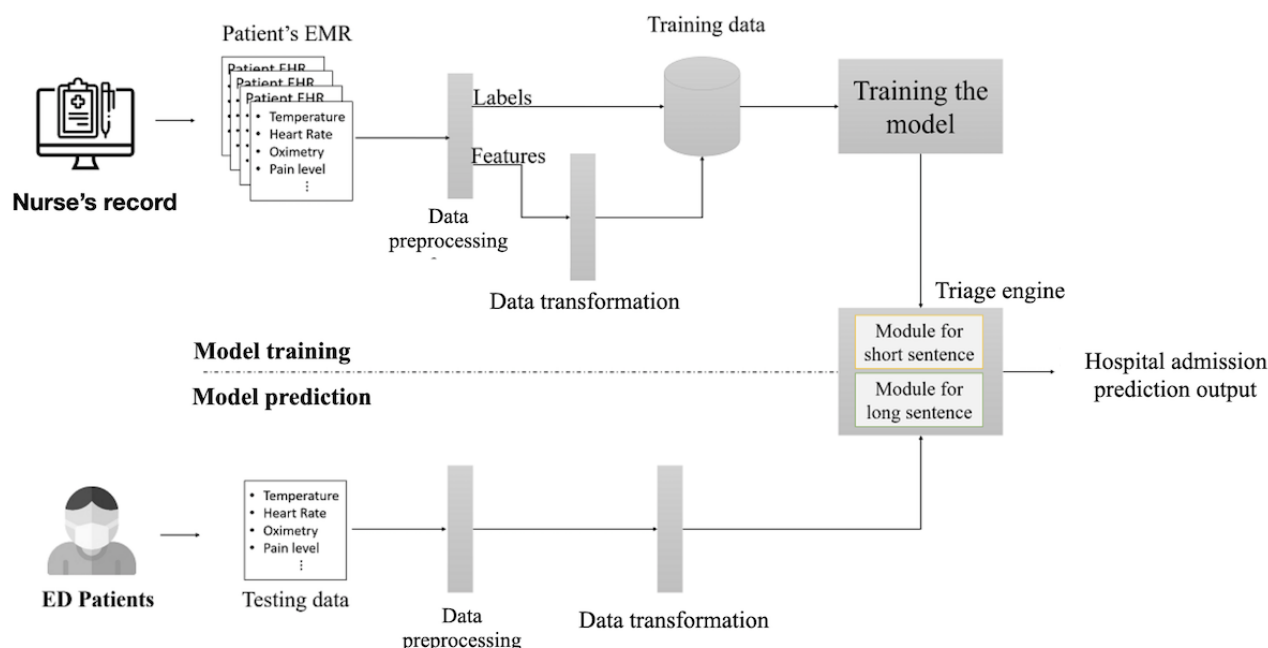 Patient's EMR
Training data
Patient EHR
Patient EHR
Patient EHR
• Temperature
• Heart Rate
• Oximetry
• Pain level
⋮
Nurse's record
Labels
Features
Data
preprocessing
Data transformation
Training the
model
Triage engine
Module for
short sentence
Module for
long sentence
Hospital admission
prediction output
Model training
Model prediction
• Temperature
• Heart Rate
• Oximetry
• Pain level
⋮
ED Patients
Testing data
Data
preprocessing
Data transformation